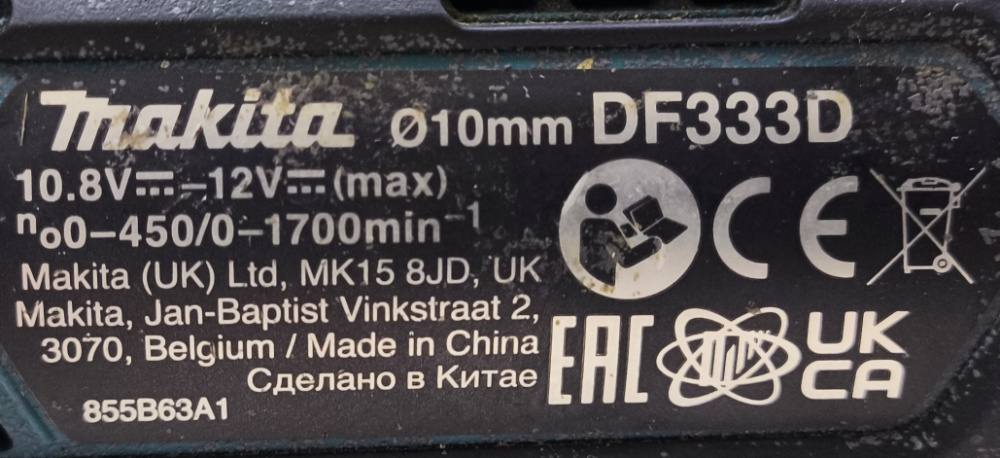 makita Ø10mm DF333D
10.8V⎓–12V⎓(max)
no0–450/0–1700min-1
Makita (UK) Ltd, MK15 8JD, UK
Makita, Jan-Baptist Vinkstraat 2,
3070, Belgium / Made in China
Сделано в Китае
855B63A1
CE
EAC
UK
CA